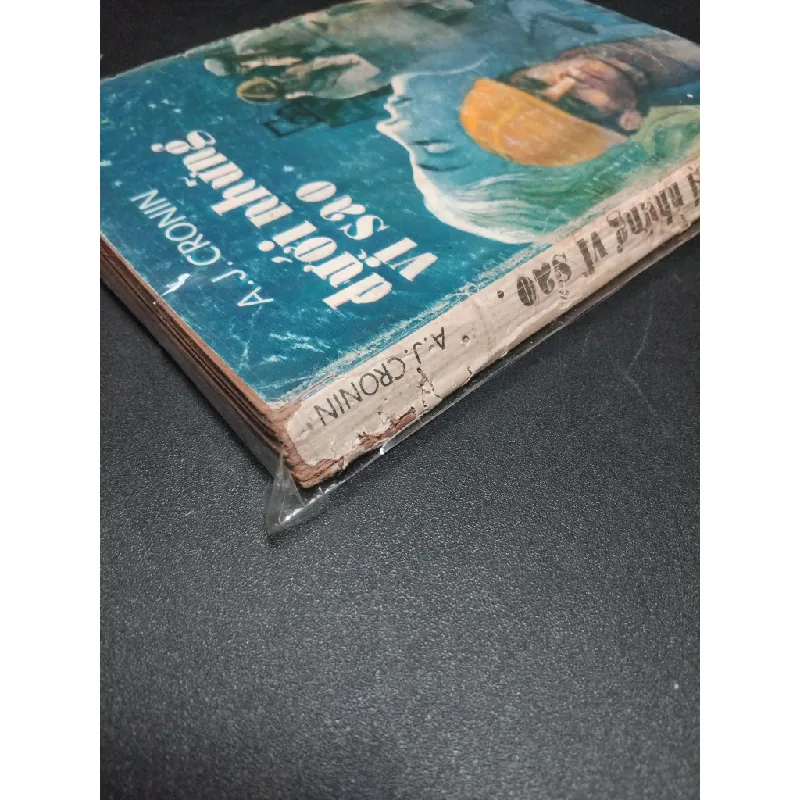 A.J.CRONIN
dưới những
vì sao
những vì sao . A.J.CRONIN